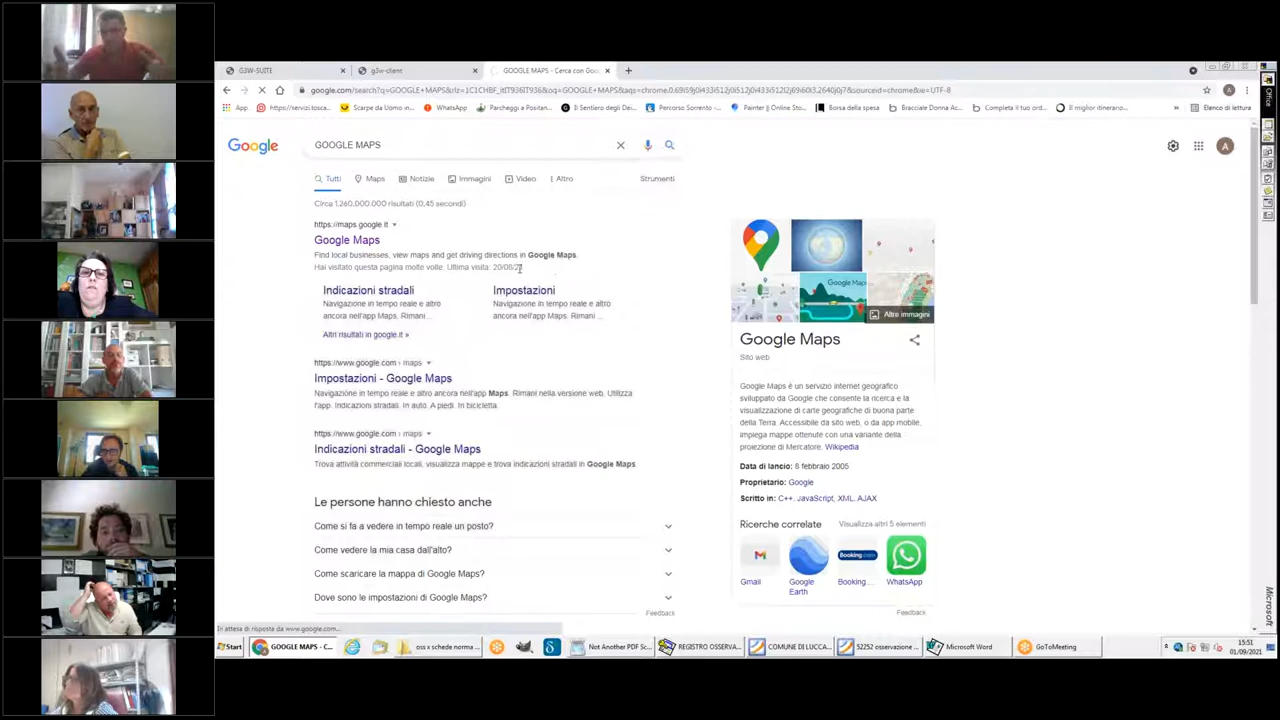 G3W-SUITE
g3w-client
GOOGLE MAPS - Cerca con Goo
App
https://servizi.tosca...
Scarpe da Uomo in...
WhatsApp
Parcheggi a Positan...
Il Sentiero degli Dei...
Percorso Sorrento ...
Painter || Online Sto...
Borsa della spesa
Bracciale Donna Ac...
Completa il tuo ord...
Il miglior itinerario...
Elenco di lettura
Google
GOOGLE MAPS
A
Tutti
Maps
Notizie
Immagini
Video
Altro
Strumenti
Circa 1.260.000.000 risultati (0,45 secondi)
https://maps.google.it
Google Maps
Find local businesses, view maps and get driving directions in Google Maps.
Hai visitato questa pagina molte volte. Ultima visita: 20/08/21
Indicazioni stradali
Navigazione in tempo reale e altro
ancora nell'app Maps. Rimani ...
Impostazioni
Navigazione in tempo reale e altro
ancora nell'app Maps. Rimani ...
Altri risultati in google.it »
https://www.google.com › maps
Impostazioni - Google Maps
Navigazione in tempo reale e altro ancora nell'app Maps. Rimani nella versione web. Utilizza
l'app. Indicazioni stradali. In auto. A piedi. In bicicletta.
https://www.google.com › maps
Indicazioni stradali - Google Maps
Trova attività commerciali locali, visualizza mappe e trova indicazioni stradali in Google Maps.
Le persone hanno chiesto anche
Come si fa a vedere in tempo reale un posto?
Come vedere la mia casa dall'alto?
Come scaricare la mappa di Google Maps?
Dove sono le impostazioni di Google Maps?
Feedback
Google Maps
Altre immagini
Google Maps
Sito web
Google Maps è un servizio internet geografico
sviluppato da Google che consente la ricerca e la
visualizzazione di carte geografiche di buona parte
della Terra. Accessibile da sito web, o da app mobile,
impiega mappe ottenute con una variante della
proiezione di Mercatore. Wikipedia
Data di lancio: 8 febbraio 2005
Proprietario: Google
Scritto in: C++, JavaScript, XML, AJAX
Ricerche correlate
Visualizza altri 5 elementi
Gmail
Google
Earth
Booking.com
Booking...
WhatsApp
Feedback
In attesa di risposta da www.google.com...
Start
GOOGLE MAPS - C...
oss x schede norma ...
Not Another PDF Sc...
REGISTRO OSSERVA...
COMUNE DI LUCCA...
52252 osservazione ...
Microsoft Word
GoToMeeting
15:51
01/09/2021
Office
Microsoft